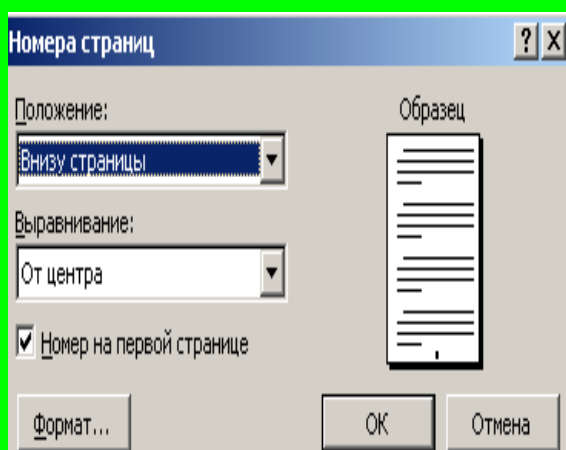 Номера страниц
Положение:
Образец
Внизу страницы
Выравнивание:
От центра
Номер на первой странице
Формат...
ОК
Отмена